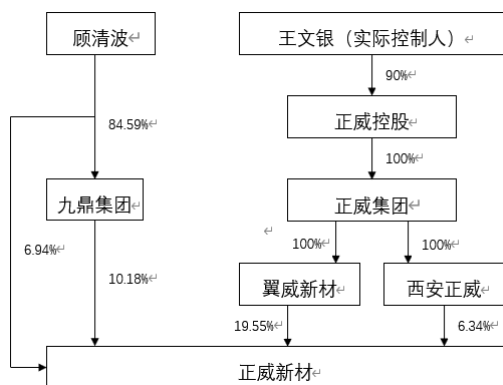 顾清波
王文银（实际控制人）
90%
正威控股
84.59%
100%
九鼎集团
正威集团
6.94%
10.18%
100%
100%
翼威新材
西安正威
19.55%
6.34%
正威新材